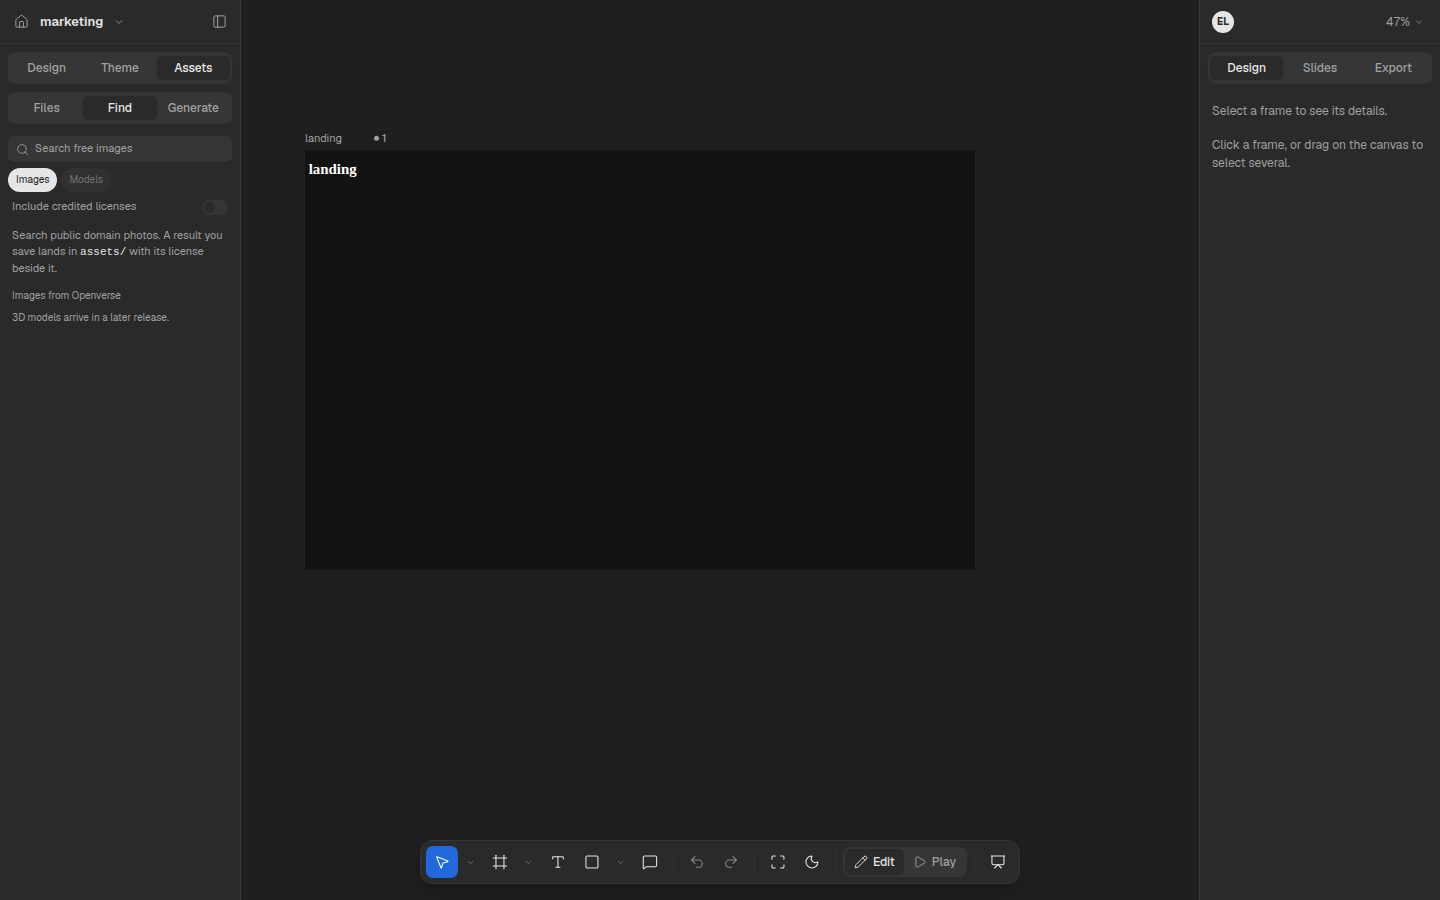 marketing
Design
Theme
Assets
Files
Find
Generate
Search free images
Images
Models
Include credited licenses
Search public domain photos. A result you
save lands in assets/ with its license
beside it.
Images from Openverse
3D models arrive in a later release.
landing
1
landing
Edit
Play
EL
47%
Design
Slides
Export
Select a frame to see its details.
Click a frame, or drag on the canvas to
select several.